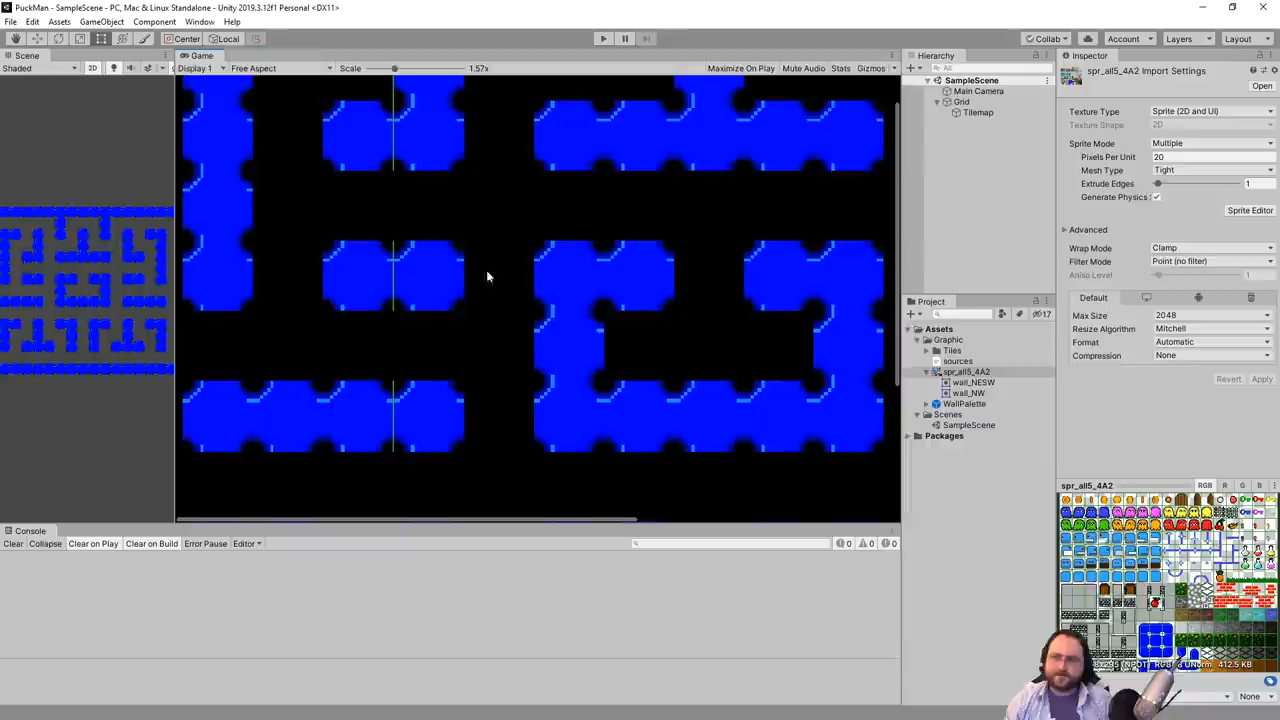 PuckMan - SampleScene - PC, Mac & Linux Standalone - Unity 2019.3.12f1 Personal <DX11>
File Edit Assets GameObject Component Window Help
Center Local Collab Account Layers Layout
Scene Game Hierarchy Inspector
Shaded 2D Display 1 Free Aspect Scale 1.57x Maximize On Play Mute Audio Stats Gizmos
All
SampleScene
Main Camera
Grid
Tilemap
spr_all5_4A2 Import Settings
Open
Texture Type Sprite (2D and UI)
Texture Shape 2D
Sprite Mode Multiple
Pixels Per Unit 20
Mesh Type Tight
Extrude Edges 1
Generate Physics
Sprite Editor
Advanced
Wrap Mode Clamp
Filter Mode Point (no filter)
Aniso Level 1
Default
Max Size 2048
Resize Algorithm Mitchell
Format Automatic
Compression None
Revert Apply
Project
17
Assets
Graphic
Tiles
sources
spr_all5_4A2
wall_NESW
wall_NW
WallPalette
Scenes
SampleScene
Packages
spr_all5_4A2 RGB R G B
Console
Clear Collapse Clear on Play Clear on Build Error Pause Editor 0 0 0
412.5 KB
None